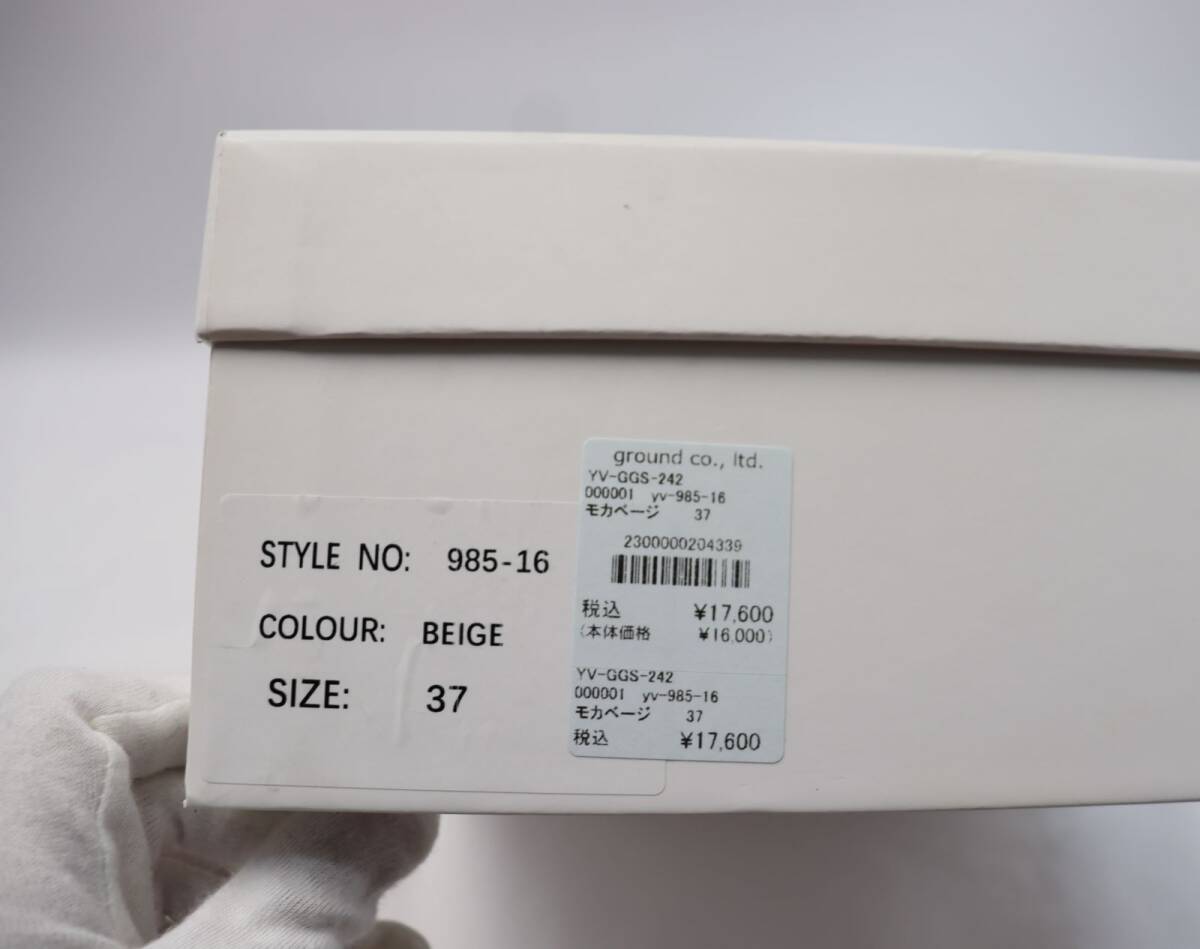 STYLE NO: 985-16
COLOUR: BEIGE
SIZE: 37
ground co., ltd.
YV-GGS-242
000001 yv-985-16
モカベージ 37
2300000204339
税込 ¥17,600
(本体価格 ¥16,000)
YV-GGS-242
000001 yv-985-16
モカベージ 37
税込 ¥17,600